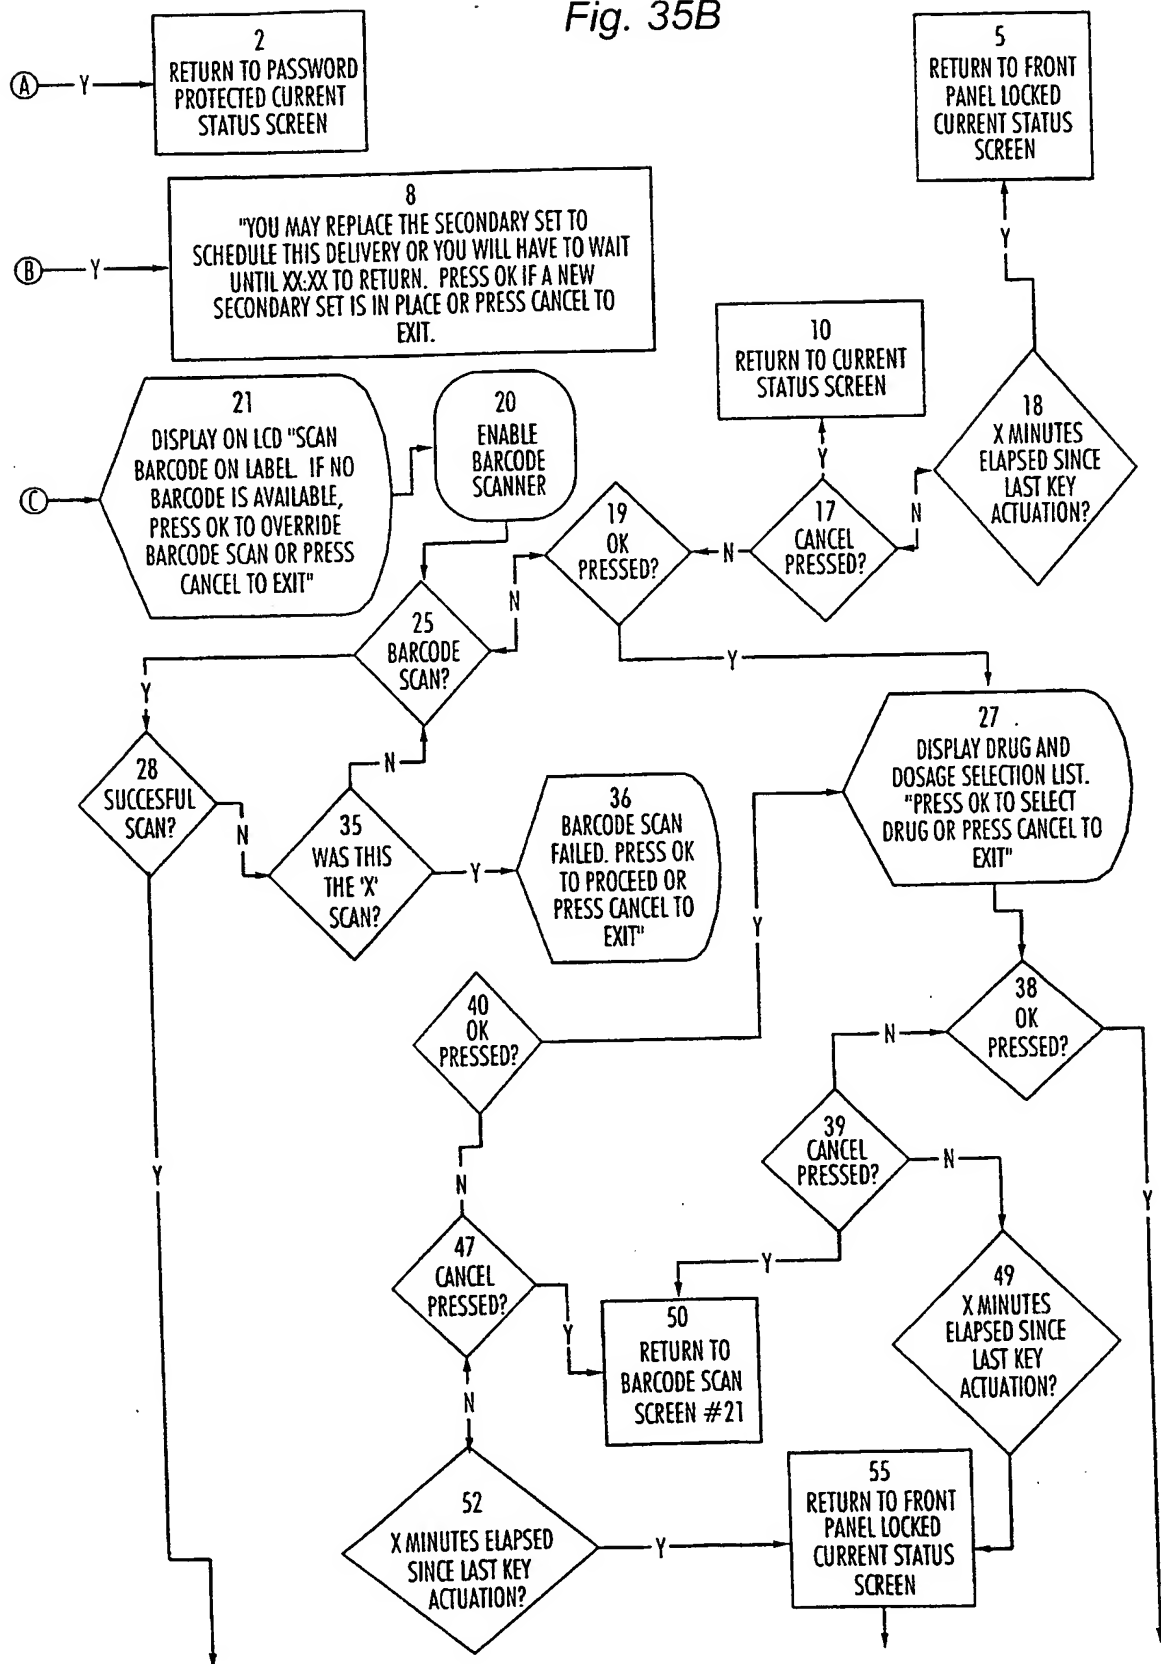 Fig. 35B
2
RETURN TO PASSWORD
PROTECTED CURRENT
STATUS SCREEN
A
Y
5
RETURN TO FRONT
PANEL LOCKED
CURRENT STATUS
SCREEN
Y
8
"YOU MAY REPLACE THE SECONDARY SET TO
SCHEDULE THIS DELIVERY OR YOU WILL HAVE TO WAIT
UNTIL XX:XX TO RETURN. PRESS OK IF A NEW
SECONDARY SET IS IN PLACE OR PRESS CANCEL TO
EXIT.
B
Y
10
RETURN TO CURRENT
STATUS SCREEN
Y
18
X MINUTES
ELAPSED SINCE
LAST KEY
ACTUATION?
N
21
DISPLAY ON LCD "SCAN
BARCODE ON LABEL. IF NO
BARCODE IS AVAILABLE,
PRESS OK TO OVERRIDE
BARCODE SCAN OR PRESS
CANCEL TO EXIT"
C
20
ENABLE
BARCODE
SCANNER
19
OK
PRESSED?
N
17
CANCEL
PRESSED?
N
25
BARCODE
SCAN?
Y
Y
27
DISPLAY DRUG AND
DOSAGE SELECTION LIST.
"PRESS OK TO SELECT
DRUG OR PRESS CANCEL TO
EXIT"
28
SUCCESFUL
SCAN?
N
N
35
WAS THIS
THE 'X'
SCAN?
Y
36
BARCODE SCAN
FAILED. PRESS OK
TO PROCEED OR
PRESS CANCEL TO
EXIT"
Y
40
OK
PRESSED?
38
OK
PRESSED?
N
39
CANCEL
PRESSED?
N
Y
Y
N
47
CANCEL
PRESSED?
Y
Y
50
RETURN TO
BARCODE SCAN
SCREEN #21
49
X MINUTES
ELAPSED SINCE
LAST KEY
ACTUATION?
N
52
X MINUTES ELAPSED
SINCE LAST KEY
ACTUATION?
Y
55
RETURN TO FRONT
PANEL LOCKED
CURRENT STATUS
SCREEN